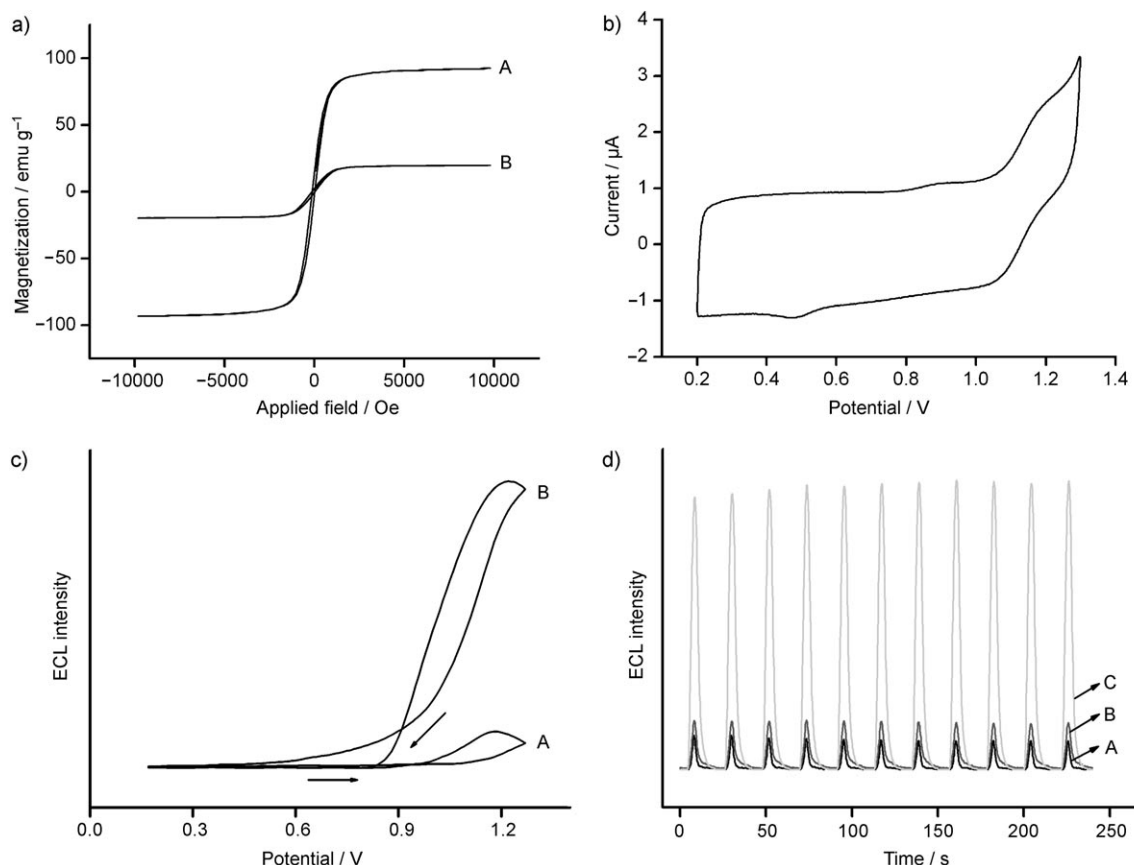 a)
100
50
0
−50
−100
Magnetization / emu g⁻¹
A
B
−10000 −5000 0 5000 10000
Applied field / Oe
b)
4
3
2
1
0
−1
−2
Current / µA
0.2 0.4 0.6 0.8 1.0 1.2 1.4
Potential / V
c)
ECL intensity
B
A
0.0 0.3 0.6 0.9 1.2
Potential / V
d)
ECL intensity
C
B
A
0 50 100 150 200 250
Time / s